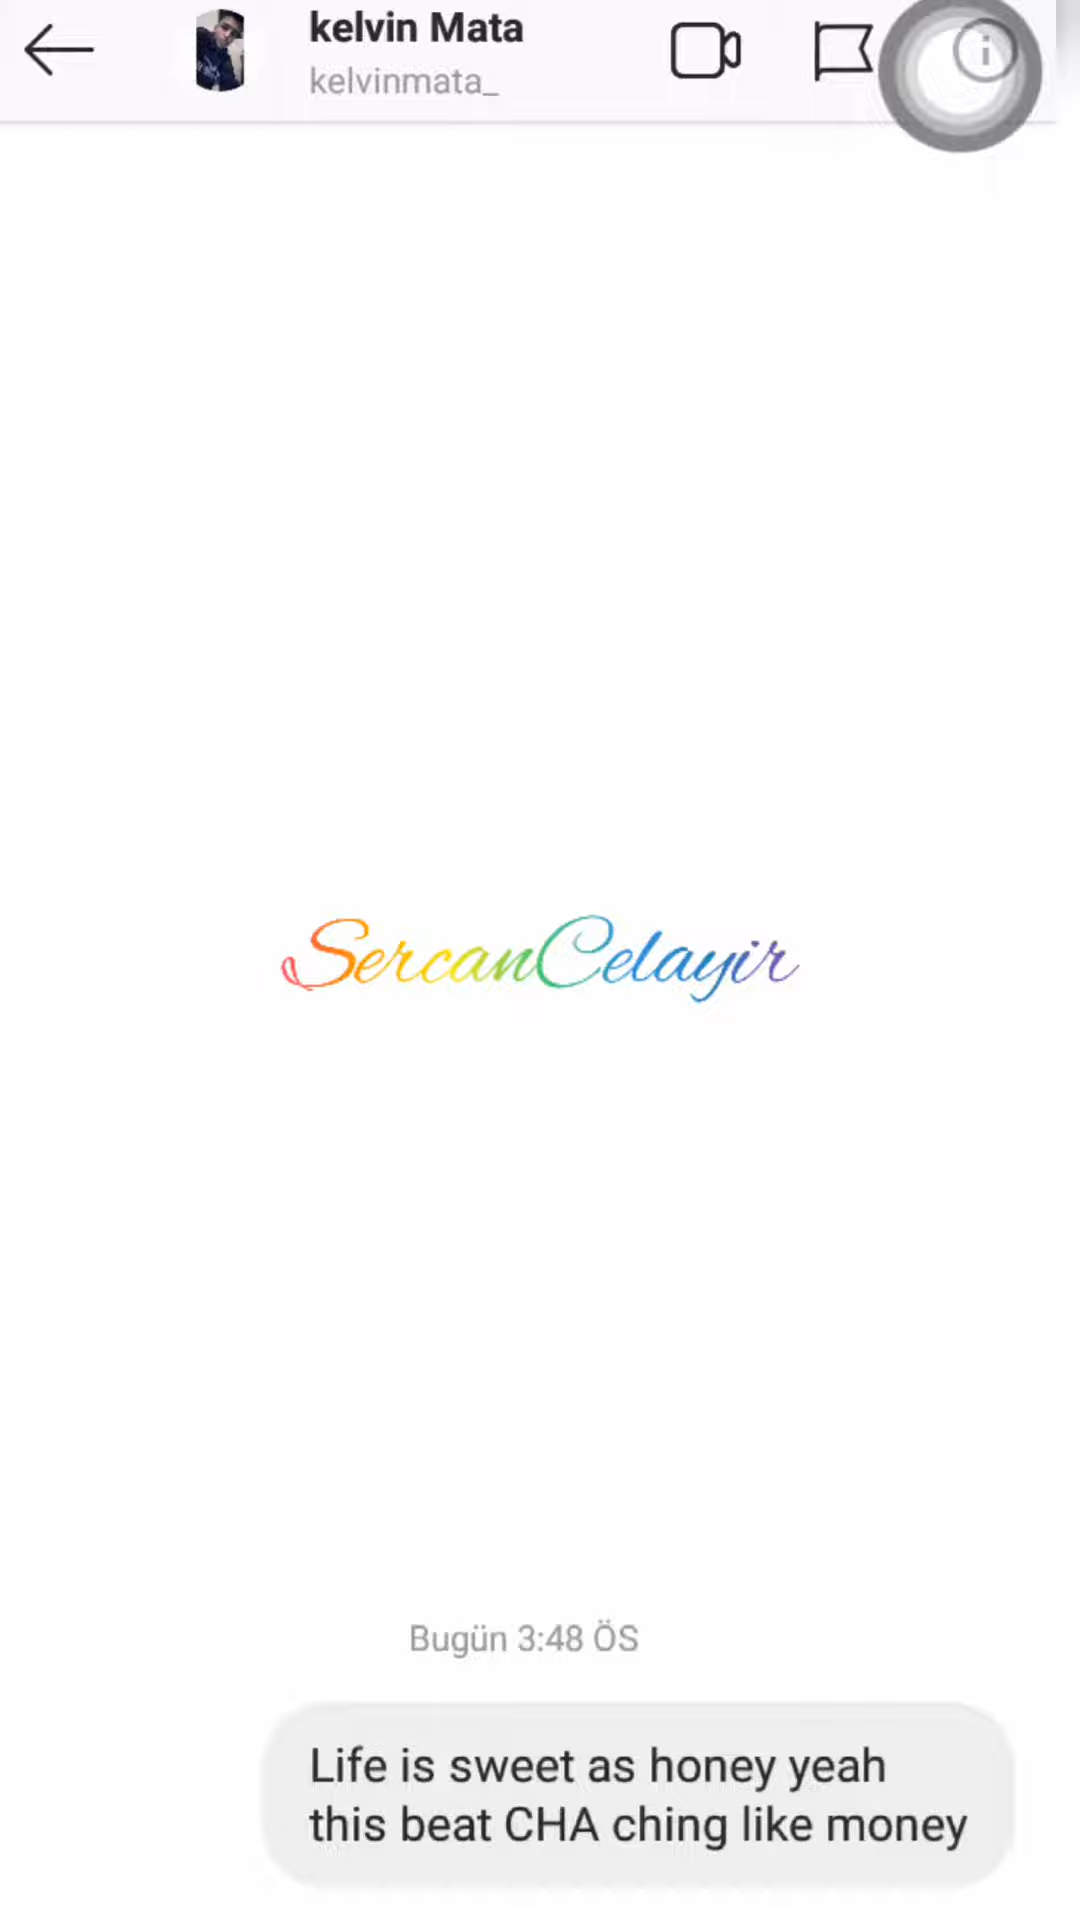 kelvin Mata
kelvinmata_
SercanCelayir
Bugün 3:48 ÖS
Life is sweet as honey yeah
this beat CHA ching like money